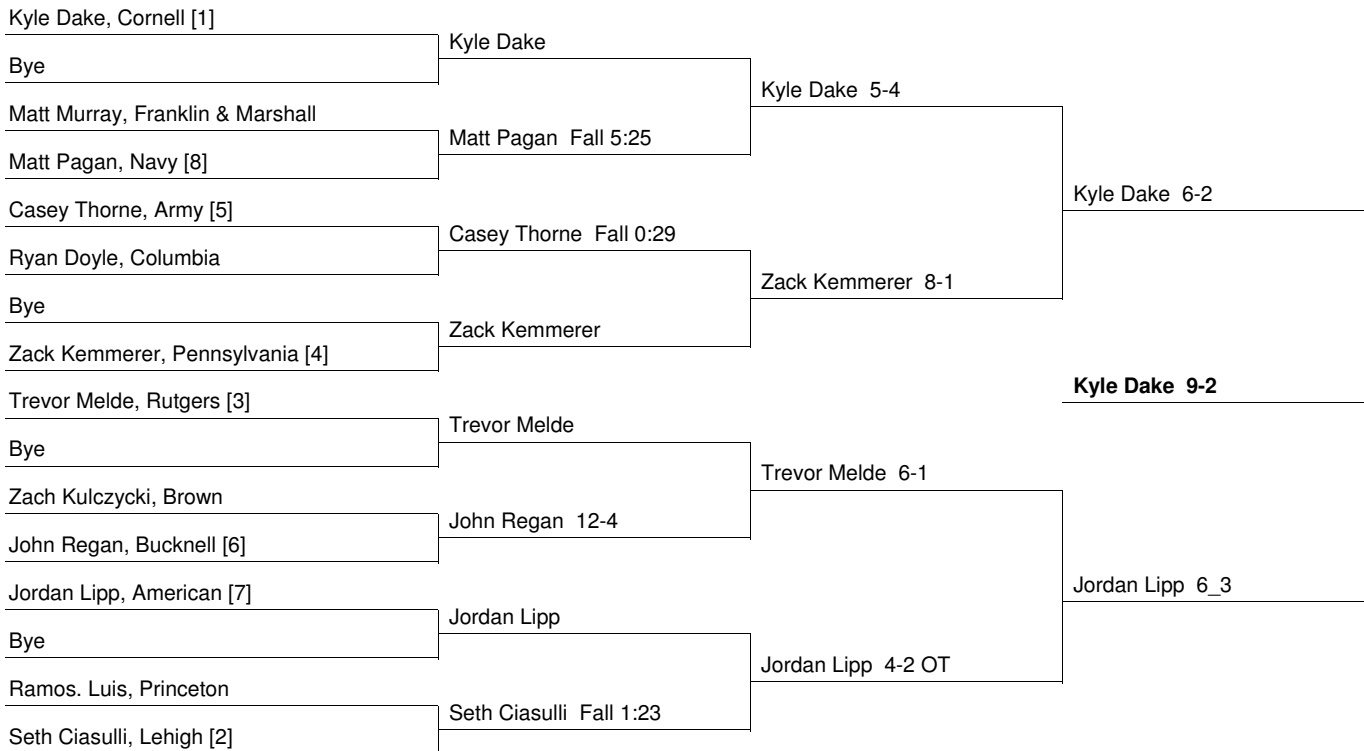 Kyle Dake, Cornell [1]
Bye
Matt Murray, Franklin & Marshall
Matt Pagan, Navy [8]
Casey Thorne, Army [5]
Ryan Doyle, Columbia
Bye
Zack Kemmerer, Pennsylvania [4]
Trevor Melde, Rutgers [3]
Bye
Zach Kulczycki, Brown
John Regan, Bucknell [6]
Jordan Lipp, American [7]
Bye
Ramos. Luis, Princeton
Seth Ciasulli, Lehigh [2]
Kyle Dake
Matt Pagan  Fall 5:25
Casey Thorne  Fall 0:29
Zack Kemmerer
Trevor Melde
John Regan  12-4
Jordan Lipp
Seth Ciasulli  Fall 1:23
Kyle Dake  5-4
Zack Kemmerer  8-1
Trevor Melde  6-1
Jordan Lipp  4-2 OT
Kyle Dake  6-2
Kyle Dake  9-2
Jordan Lipp  6_3